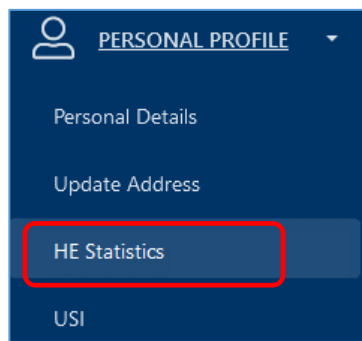 PERSONAL PROFILE
Personal Details
Update Address
HE Statistics
USI